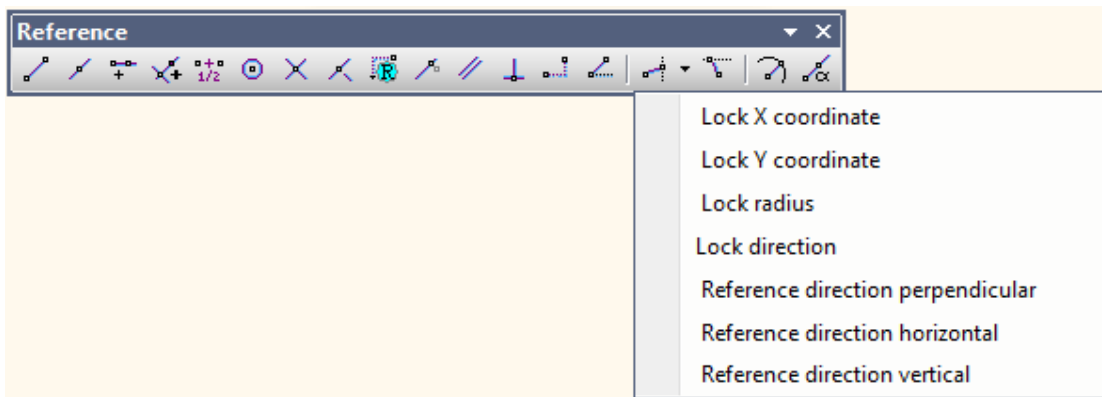 Reference
1/2
R
α
Lock X coordinate
Lock Y coordinate
Lock radius
Lock direction
Reference direction perpendicular
Reference direction horizontal
Reference direction vertical